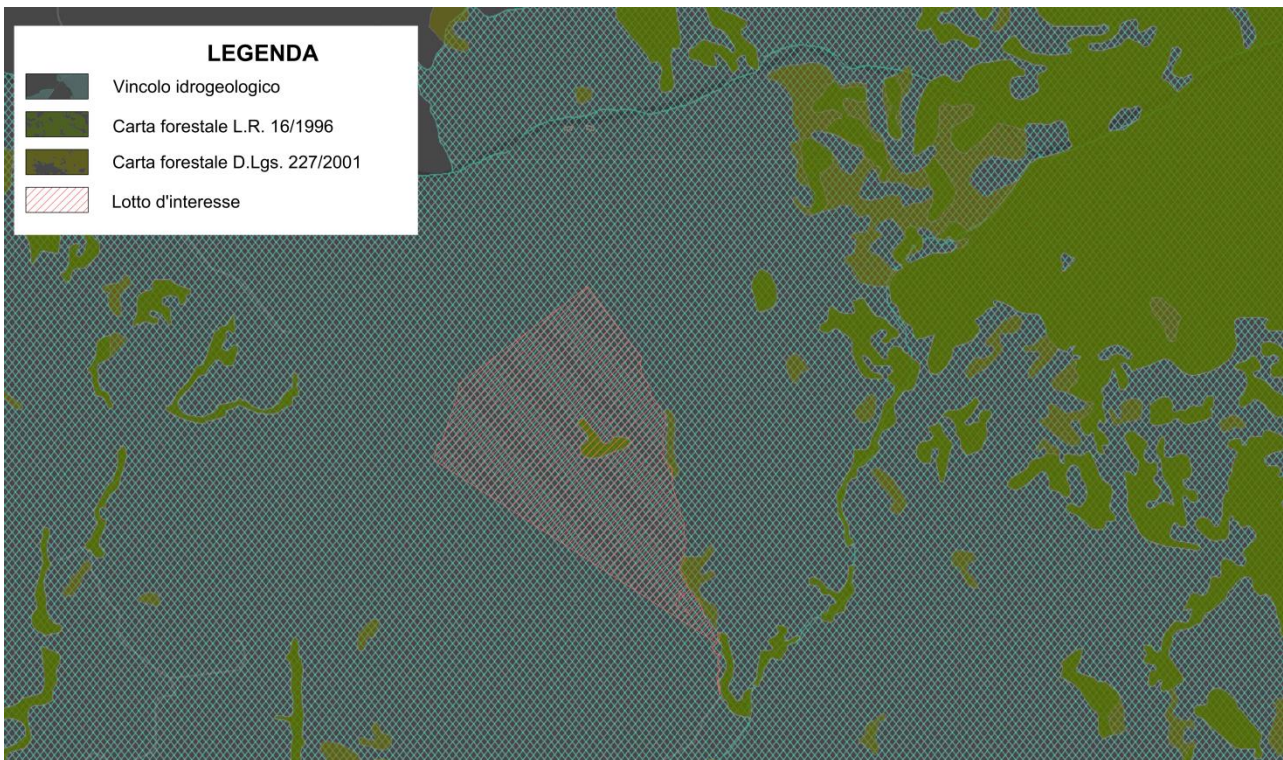 LEGENDA
Vincolo idrogeologico
Carta forestale L.R. 16/1996
Carta forestale D.Lgs. 227/2001
Lotto d'interesse